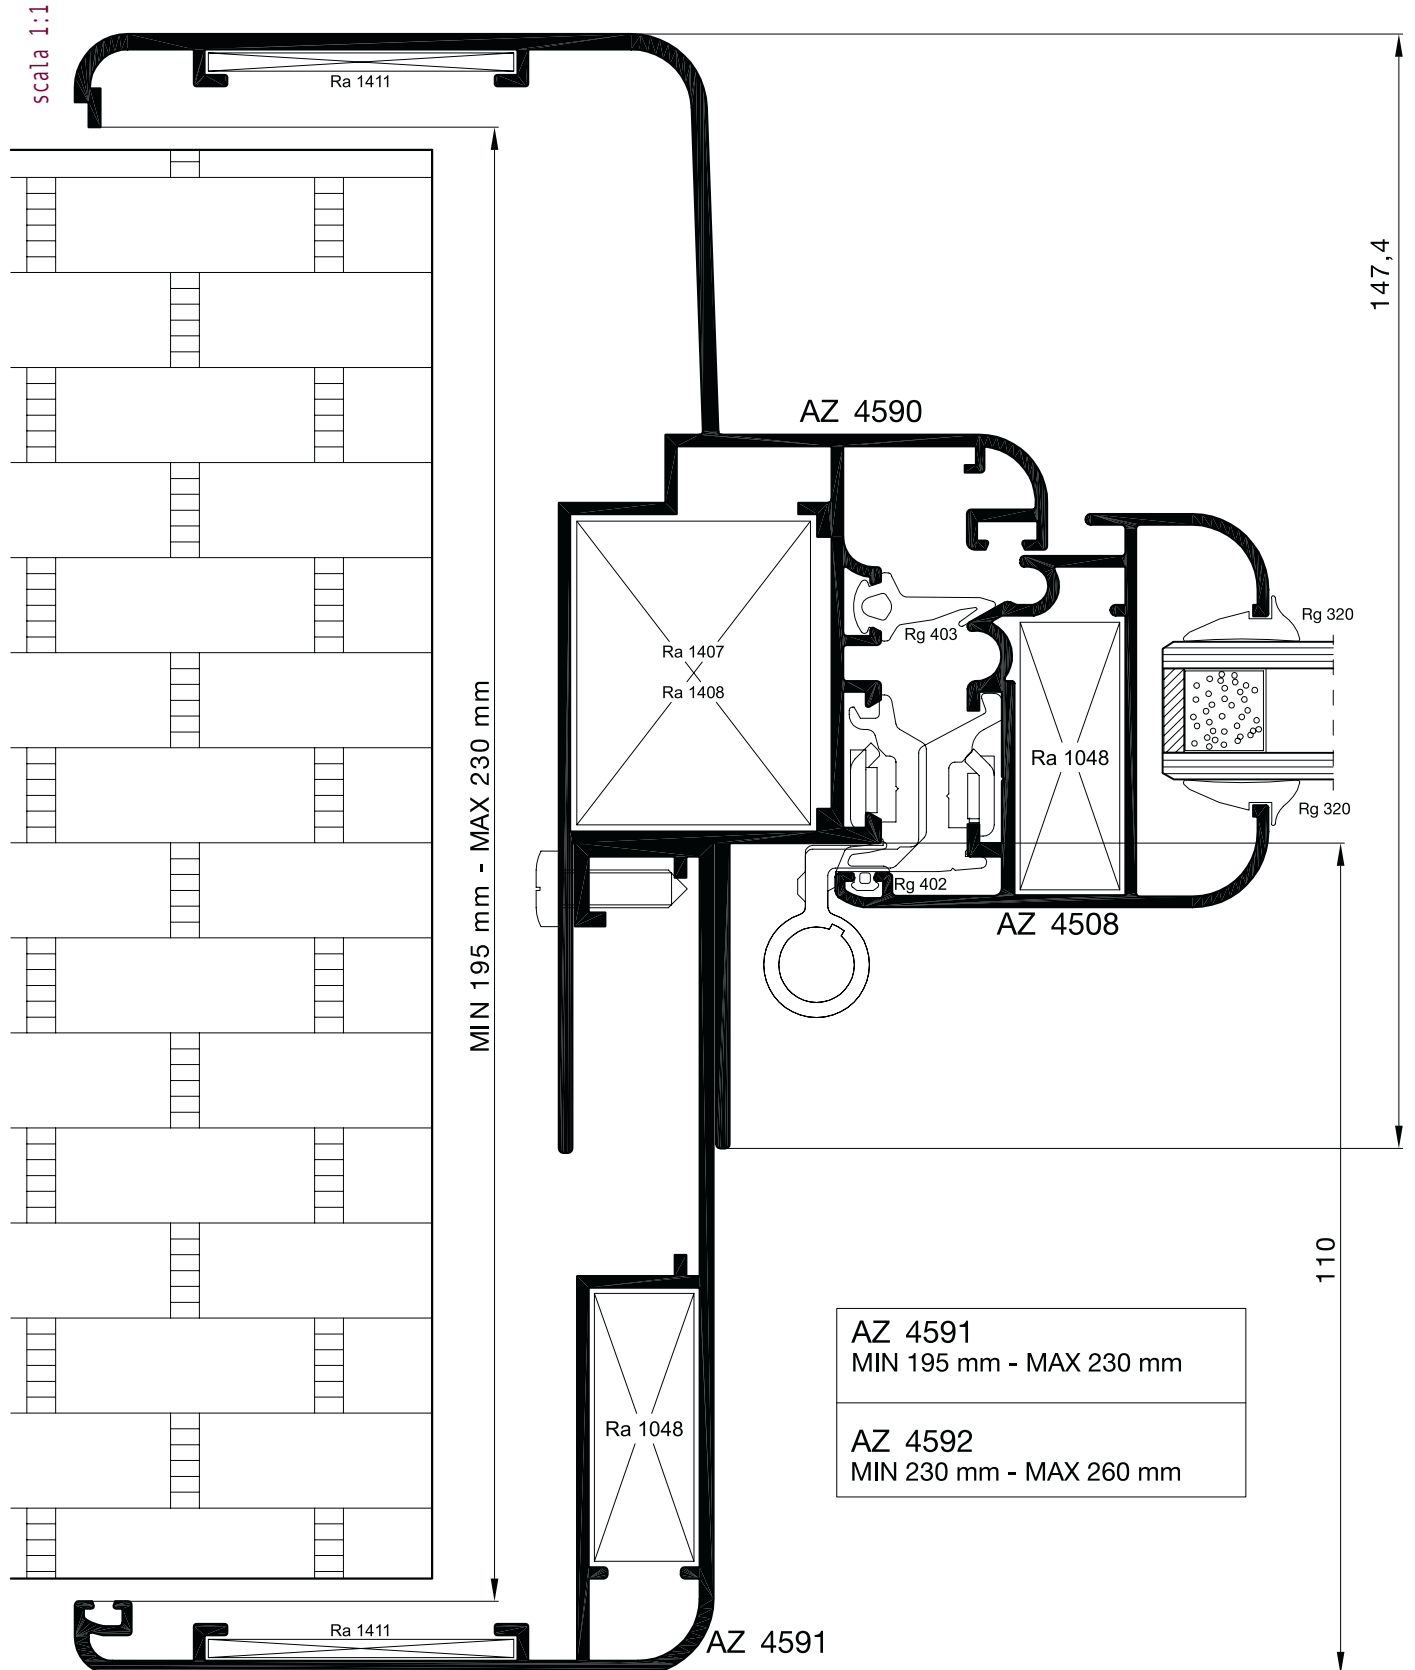 scala 1:1
Ra 1411
147,4
AZ 4590
Rg 320
Rg 403
Ra 1407
Ra 1408
MIN 195 mm - MAX 230 mm
Ra 1048
Rg 320
Rg 402
AZ 4508
110
AZ 4591
MIN 195 mm - MAX 230 mm
AZ 4592
MIN 230 mm - MAX 260 mm
Ra 1048
Ra 1411
AZ 4591